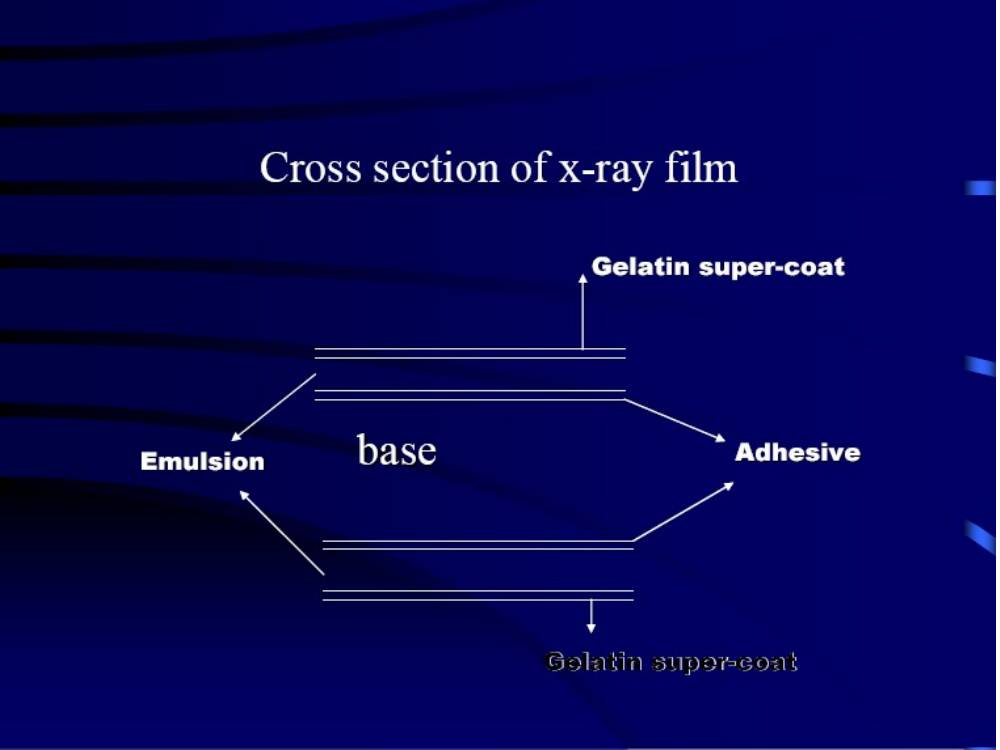 Cross section of x-ray film
Gelatin super-coat
Emulsion
base
Adhesive
Gelatin super-coat